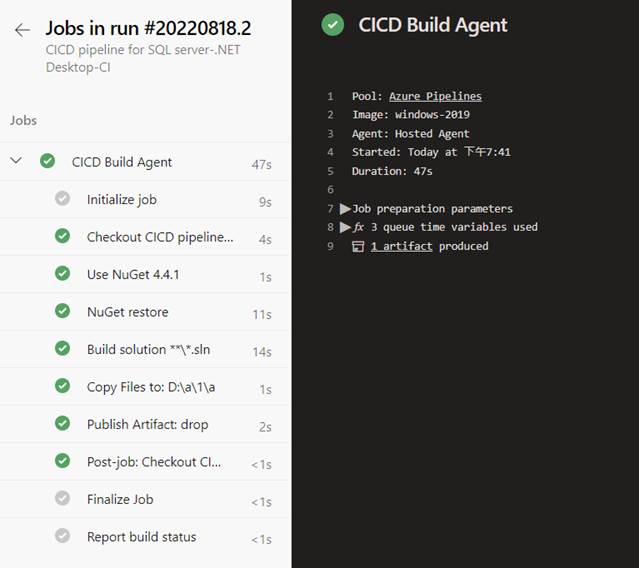 Jobs in run #20220818.2
CICD pipeline for SQL server-.NET
Desktop-CI
Jobs
CICD Build Agent 47s
Initialize job 9s
Checkout CICD pipeline... 4s
Use NuGet 4.4.1 1s
NuGet restore 11s
Build solution **\*.sln 14s
Copy Files to: D:\a\1\a 1s
Publish Artifact: drop 2s
Post-job: Checkout CI... <1s
Finalize Job <1s
Report build status <1s
CICD Build Agent
1 Pool: Azure Pipelines
2 Image: windows-2019
3 Agent: Hosted Agent
4 Started: Today at 下午7:41
5 Duration: 47s
6
7 Job preparation parameters
8 fx 3 queue time variables used
9 1 artifact produced